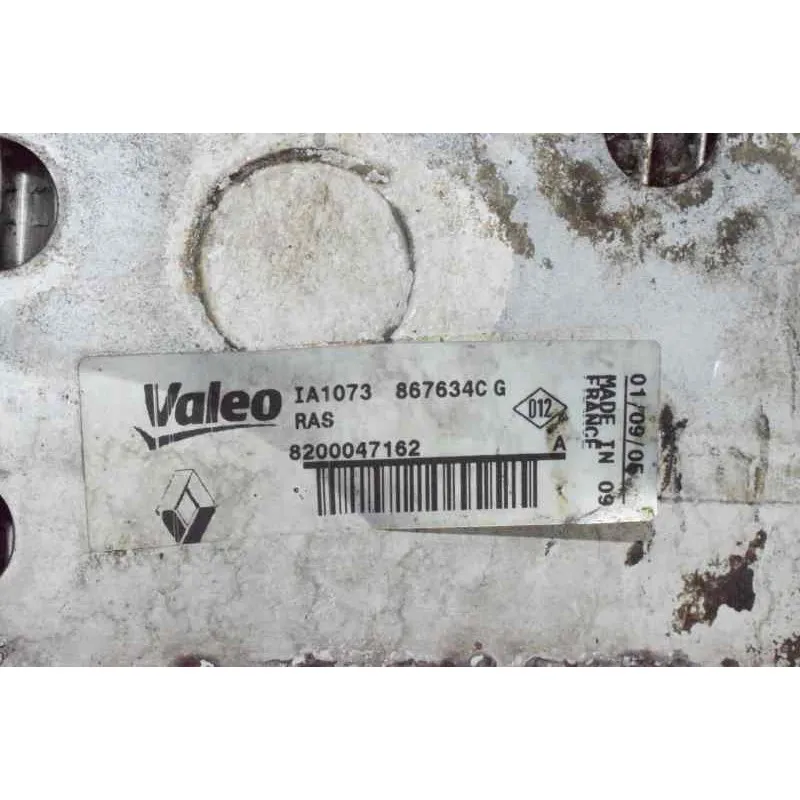 Valeo
IA1073 867634C G
RAS
8200047162
D12
A
MADE IN 09
FRANCE
01/09/05